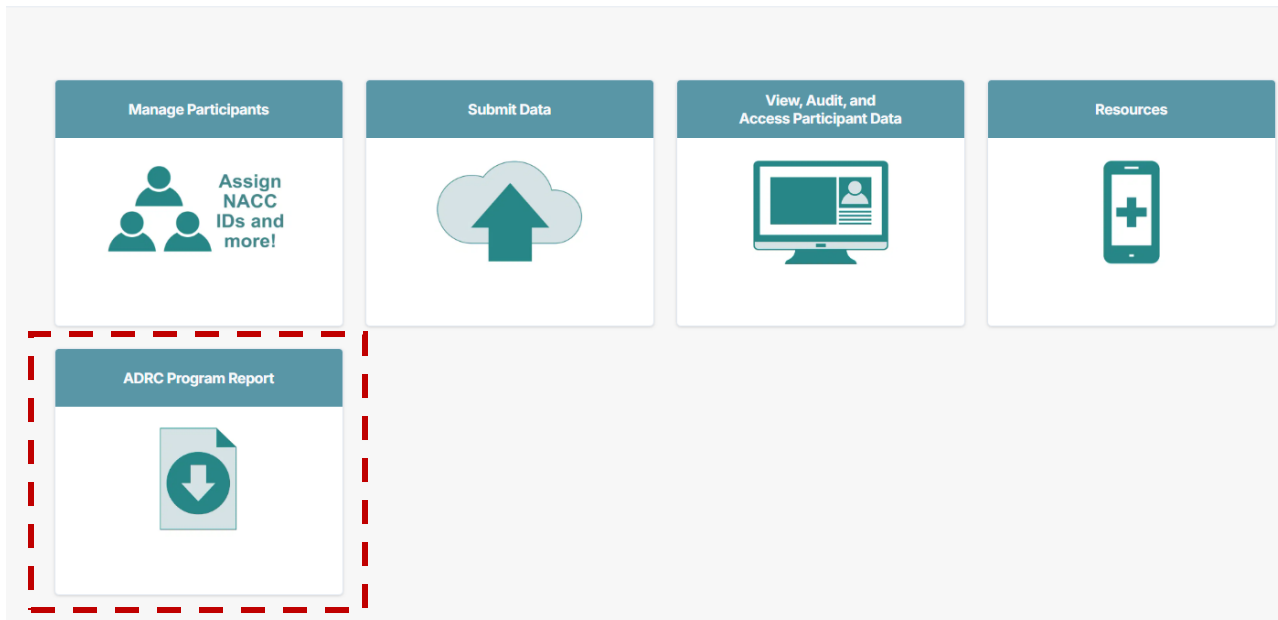 Manage Participants
Submit Data
View, Audit, and
Access Participant Data
Resources
Assign
NACC
IDs and
more!
ADRC Program Report